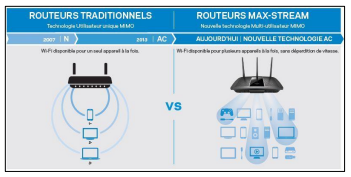 ROUTEURS TRADITIONNELS
Technologie Utilisateur unique MIMO
2007 | N
2013 | AC
Wi-Fi disponible pour un seul appareil à la fois.
VS
ROUTEURS MAX-STREAM
Nouvelle technologie Multi-utilisateur MIMO
AUJOURD'HUI | NOUVELLE TECHNOLOGIE AC
Wi-Fi disponible pour plusieurs appareils à la fois, sans déperdition de vitesse.